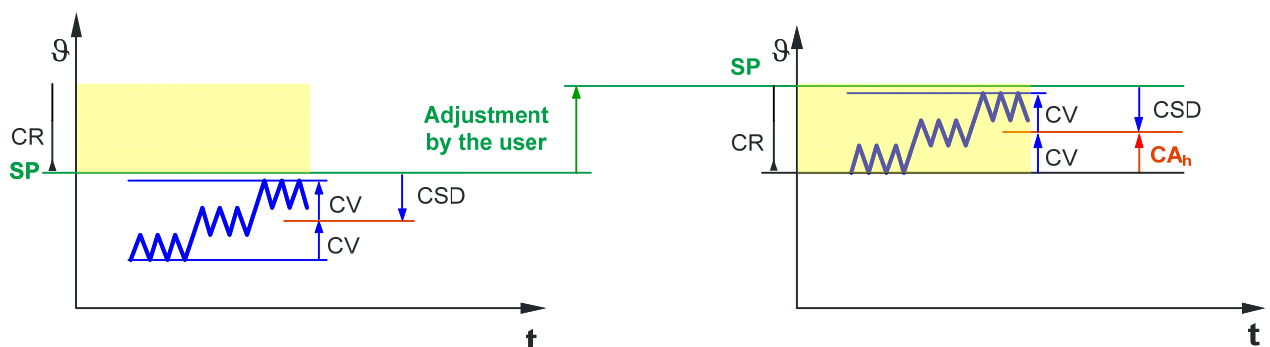 ϑ
CR
SP
CV
CV
CSD
t
Adjustment
by the user
SP
ϑ
CR
CV
CV
CSD
CAh
t